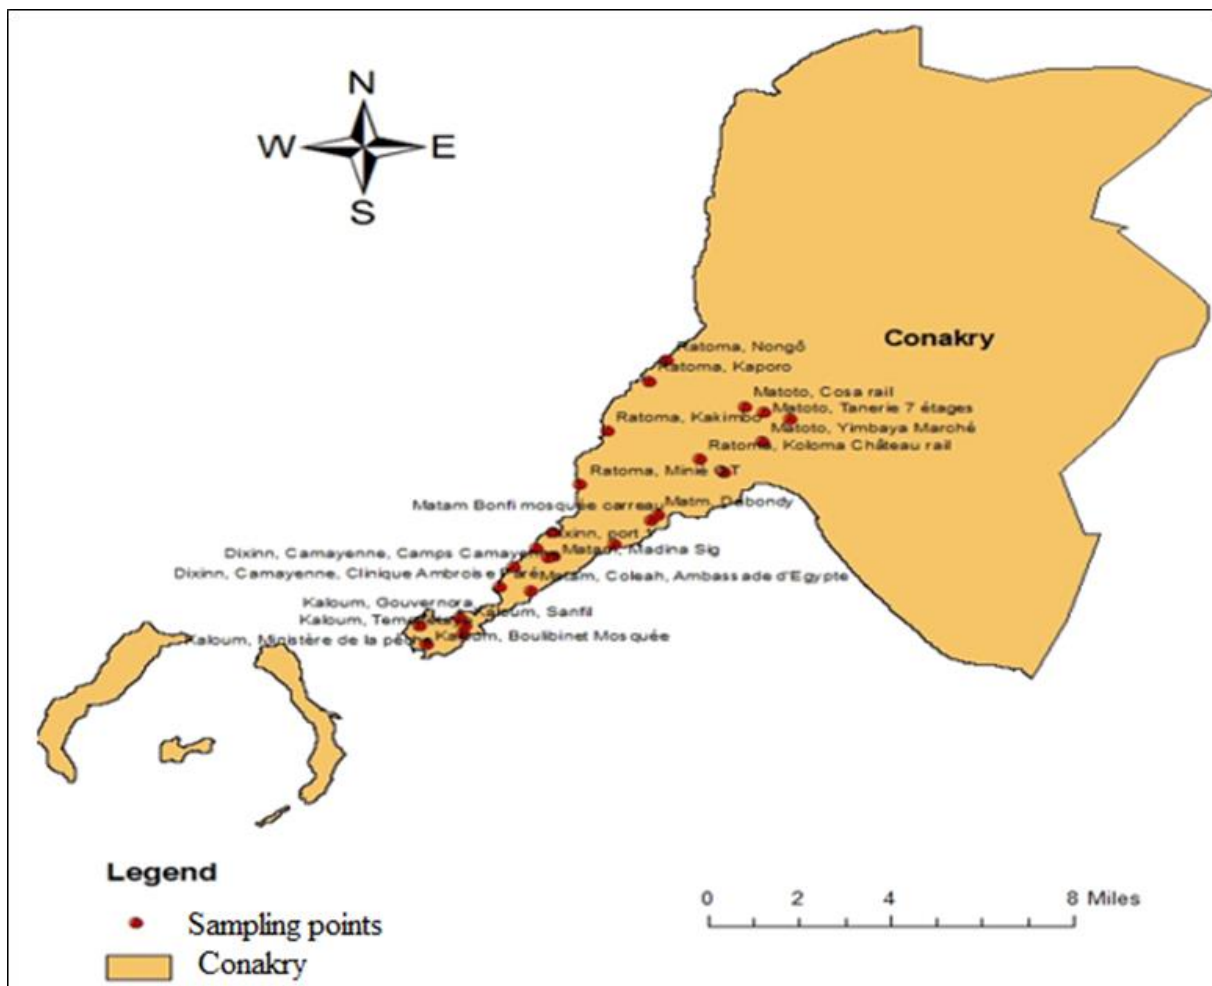 N
W E
S
Conakry
Ratoma, Nongô
Ratoma, Kaporo
Matoto, Cosa rail
Matoto, Tanerie 7 étages
Ratoma, Kakimbo
Matoto, Yimbaya Marché
Ratoma, Koloma Château rail
Ratoma, Minie
Matam Bonfi mosquée carreau
Matm, Dabondy
Dixinn, port 1
Dixinn, Camayenne, Camps Camayenne
Matam, Madina Sig
Dixinn, Camayenne, Clinique Ambroise Paré
Matam, Coleah, Ambassade d'Egypte
Kaloum, Gouvernora
Kaloum, Sanfil
Kaloum,
Kaloum, Ministère de la pêche
Kaloum, Boulibinet Mosquée
Legend
Sampling points
Conakry
0 2 4 8 Miles